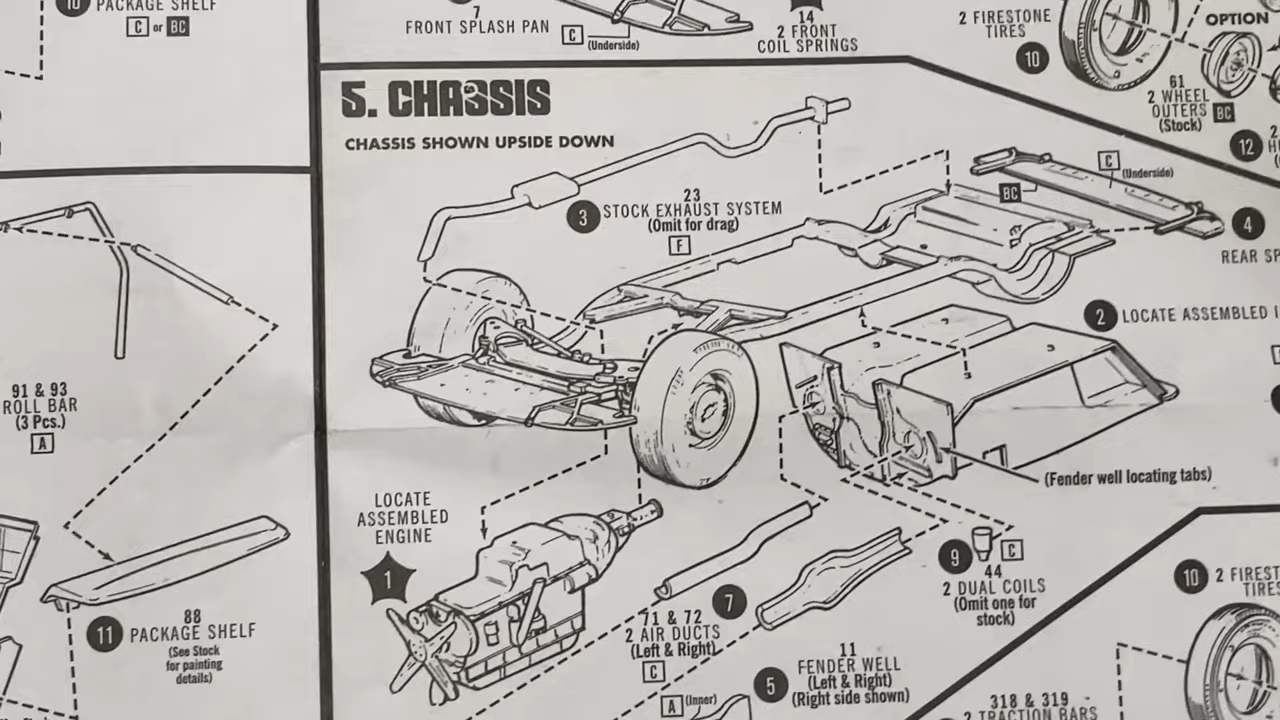 10 PACKAGE SHELF
C or BC
7
FRONT SPLASH PAN
C
(Underside)
14
2 FRONT
COIL SPRINGS
2 FIRESTONE
TIRES
10
OPTION
61
2 WHEEL
OUTERS BC
(Stock)
12
5. CHASSIS
CHASSIS SHOWN UPSIDE DOWN
3
23
STOCK EXHAUST SYSTEM
(Omit for drag)
F
BC
C
(Underside)
4
REAR
2 LOCATE ASSEMBLED
91 & 93
ROLL BAR
(3 Pcs.)
A
(Fender well locating tabs)
LOCATE
ASSEMBLED
ENGINE
1
9 C
44
2 DUAL COILS
(Omit one for
stock)
7
71 & 72
2 AIR DUCTS
(Left & Right)
C
11
88
PACKAGE SHELF
(See Stock
for painting
details)
5
11
FENDER WELL
(Left & Right)
(Right side shown)
A (Inner)
10 2 FIREST
TIRES
318 & 319
2 TRACTION BARS